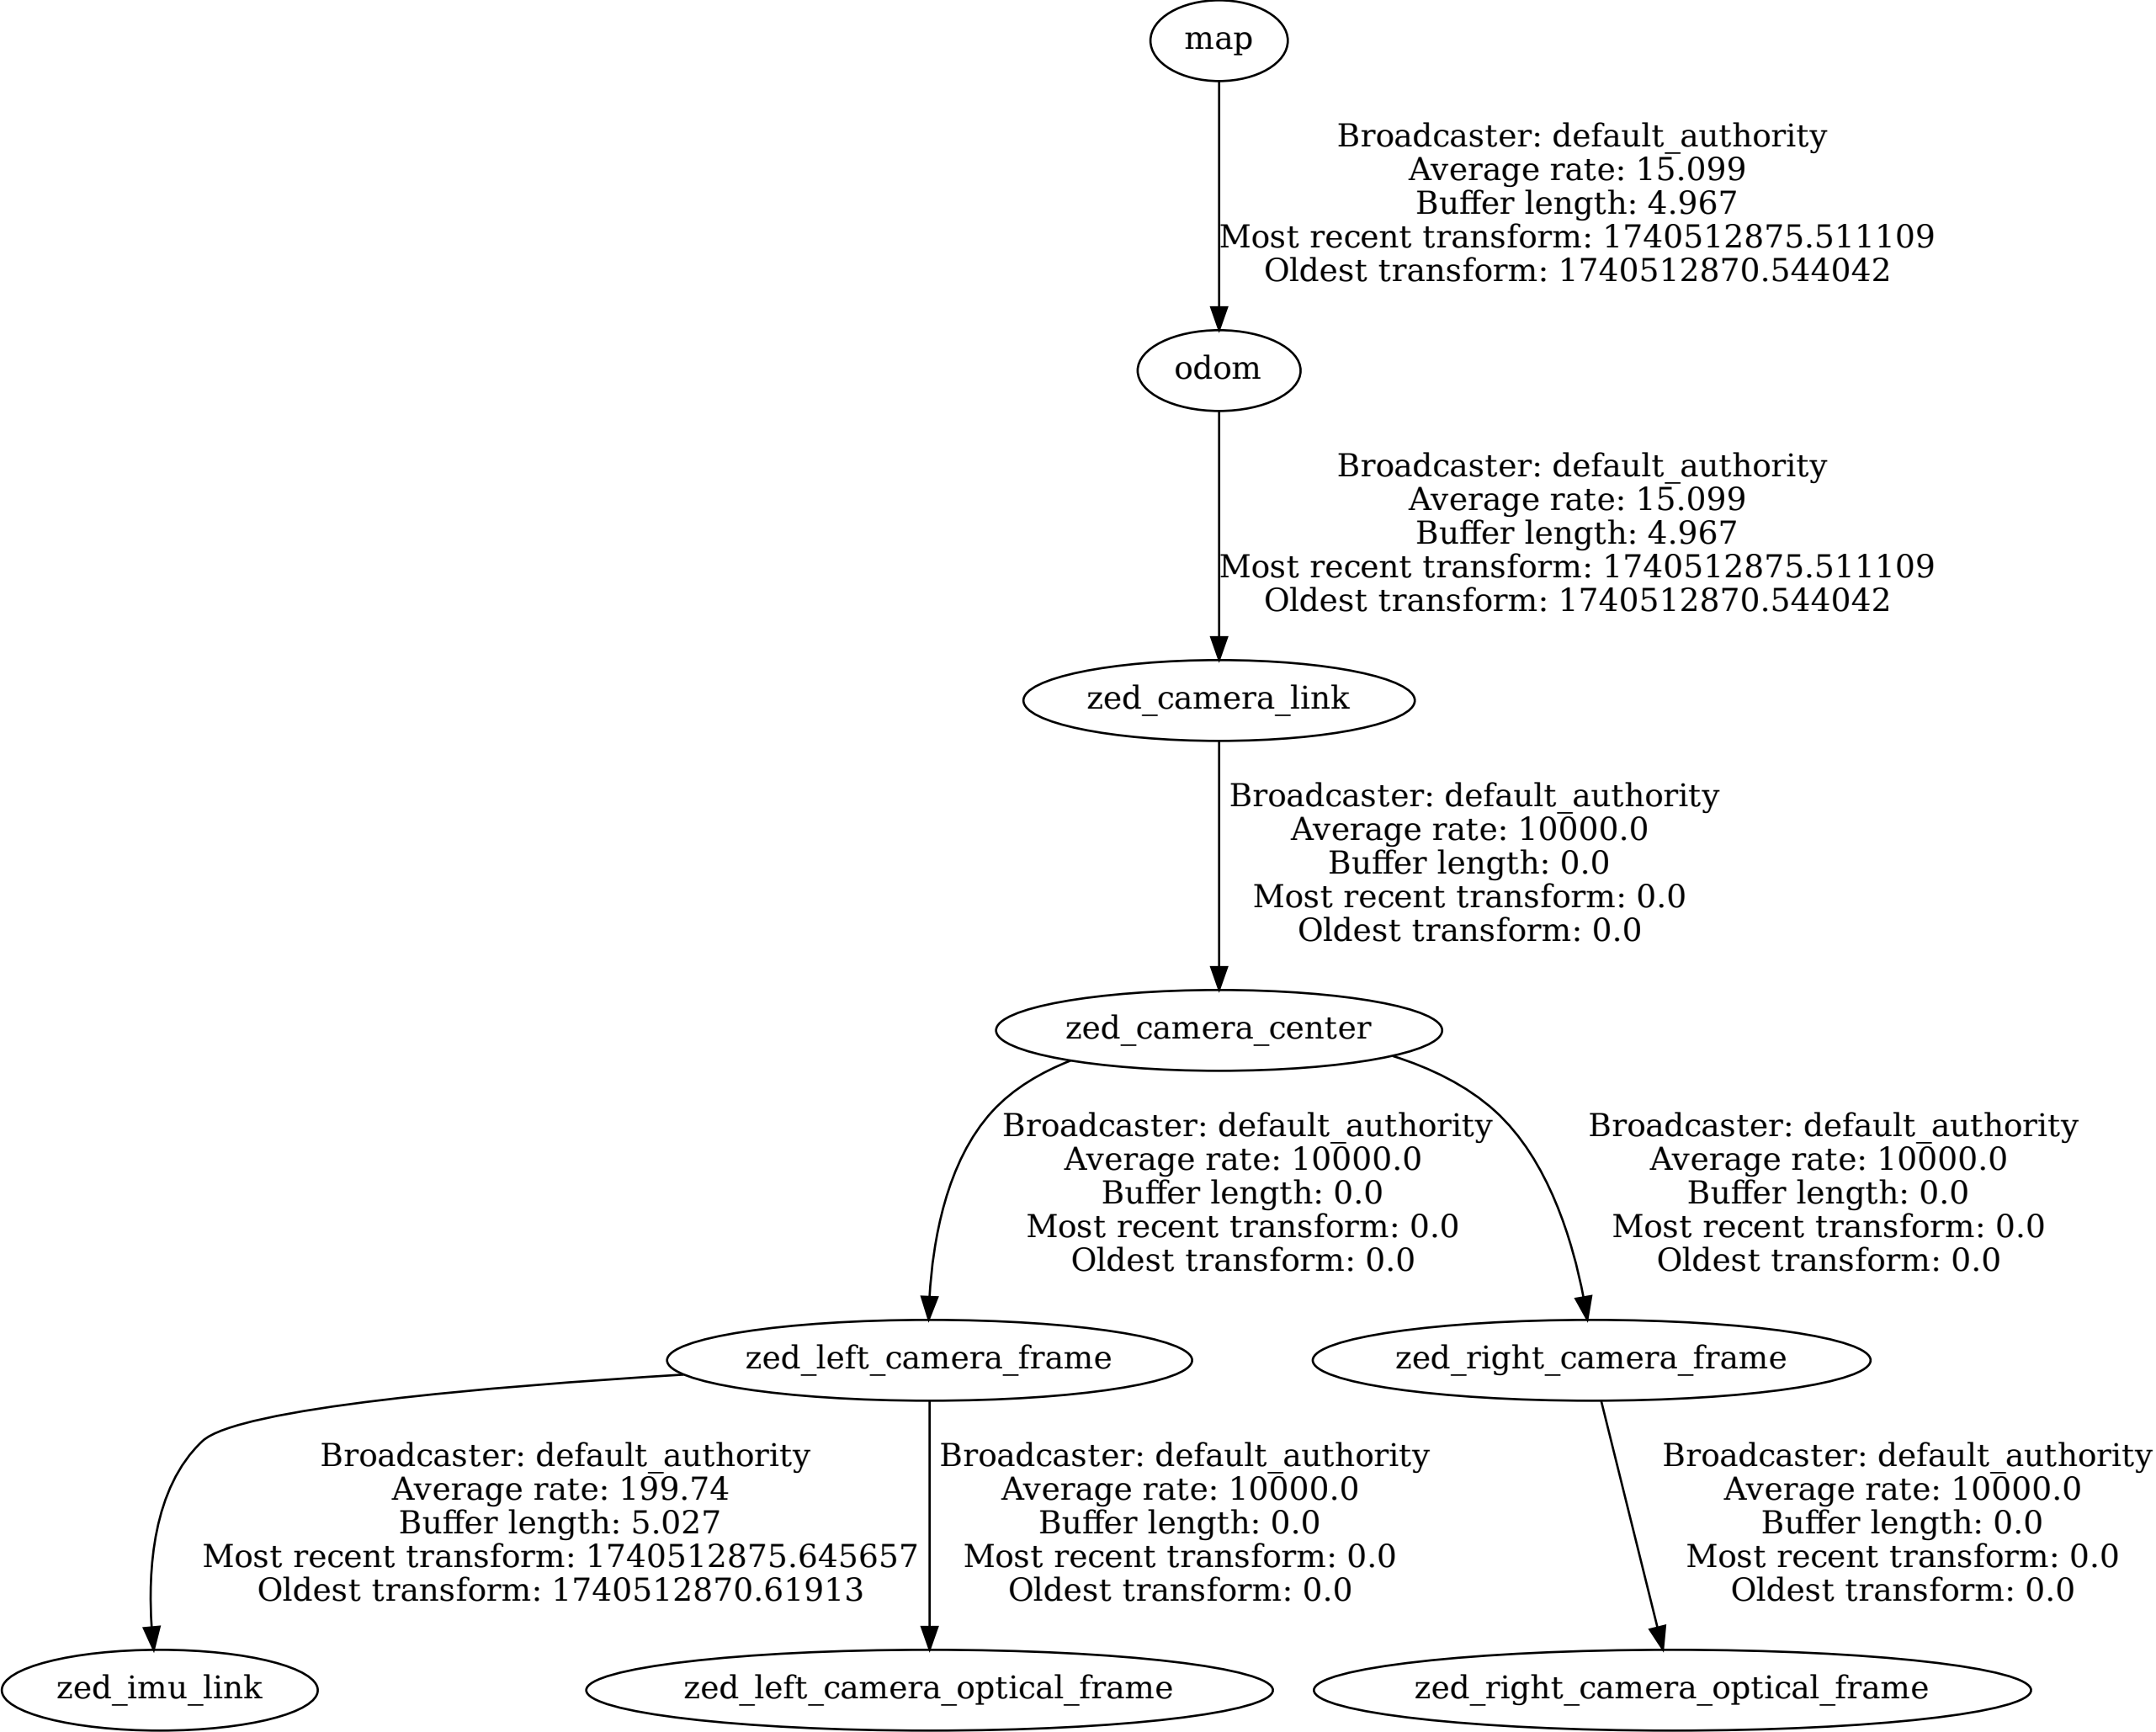 map
Broadcaster: default_authority
Average rate: 15.099
Buffer length: 4.967
Most recent transform: 1740512875.511109
Oldest transform: 1740512870.544042
odom
Broadcaster: default_authority
Average rate: 15.099
Buffer length: 4.967
Most recent transform: 1740512875.511109
Oldest transform: 1740512870.544042
zed_camera_link
Broadcaster: default_authority
Average rate: 10000.0
Buffer length: 0.0
Most recent transform: 0.0
Oldest transform: 0.0
zed_camera_center
Broadcaster: default_authority
Average rate: 10000.0
Buffer length: 0.0
Most recent transform: 0.0
Oldest transform: 0.0
Broadcaster: default_authority
Average rate: 10000.0
Buffer length: 0.0
Most recent transform: 0.0
Oldest transform: 0.0
zed_left_camera_frame
zed_right_camera_frame
Broadcaster: default_authority
Average rate: 199.74
Buffer length: 5.027
Most recent transform: 1740512875.645657
Oldest transform: 1740512870.61913
Broadcaster: default_authority
Average rate: 10000.0
Buffer length: 0.0
Most recent transform: 0.0
Oldest transform: 0.0
Broadcaster: default_authority
Average rate: 10000.0
Buffer length: 0.0
Most recent transform: 0.0
Oldest transform: 0.0
zed_imu_link
zed_left_camera_optical_frame
zed_right_camera_optical_frame